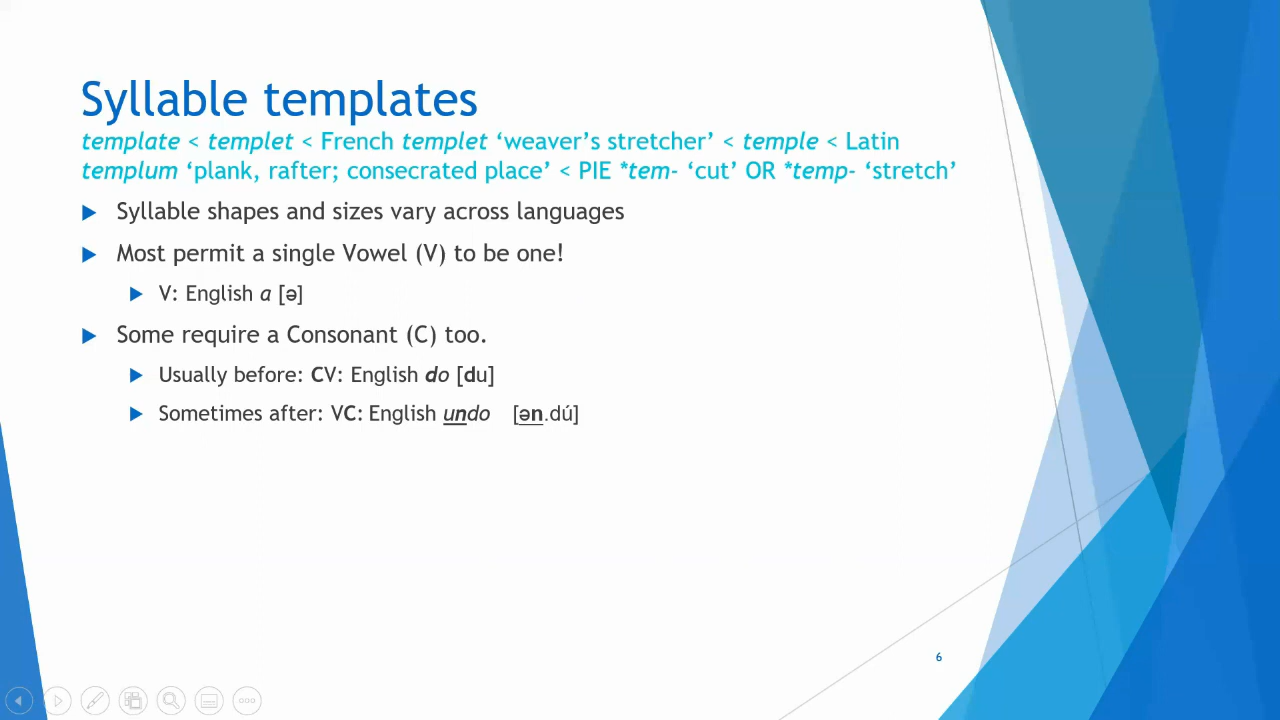 Syllable templates
template < templet < French templet ‘weaver’s stretcher’ < temple < Latin
templum ‘plank, rafter; consecrated place’ < PIE *tem- ‘cut’ OR *temp- ‘stretch’
Syllable shapes and sizes vary across languages
Most permit a single Vowel (V) to be one!
V: English a [ə]
Some require a Consonant (C) too.
Usually before: CV: English do [du]
Sometimes after: VC: English undo [ən.dú]
6